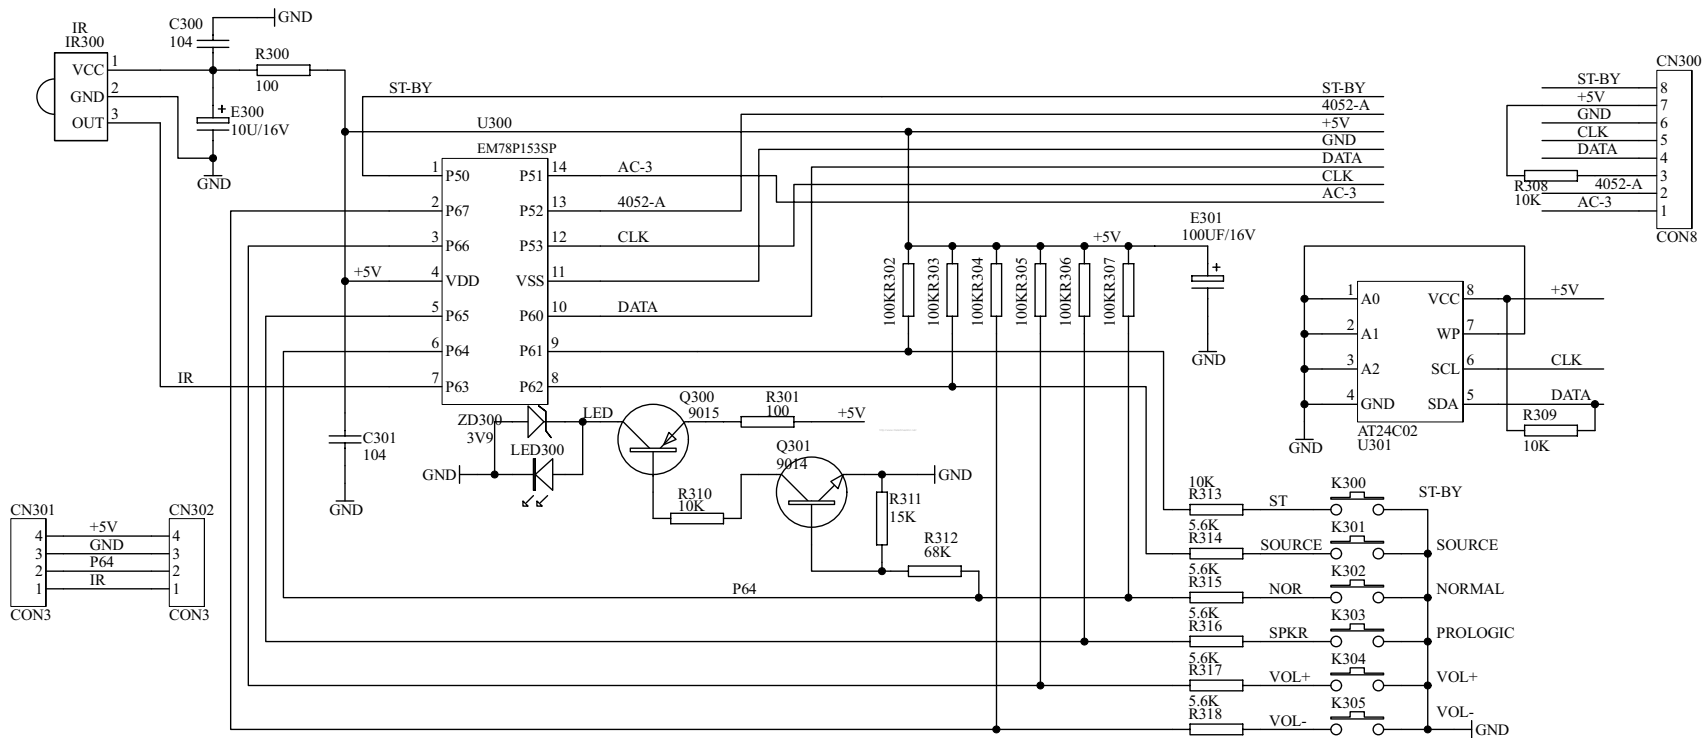 GND
C300
104
IR
IR300
VCC 1
GND 2
OUT 3
R300
100
E300
+
10U/16V
GND
ST-BY
U300
EM78P153SP
1 P50 P51 14 AC-3
2 P67 P52 13 4052-A
3 P66 P53 12 CLK
+5V 4 VDD VSS 11
5 P65 P60 10 DATA
6 P64 P61 9
IR 7 P63 P62 8
ST-BY
4052-A
+5V
GND
DATA
CLK
AC-3
CN300
ST-BY 8
+5V 7
GND 6
CLK 5
DATA 4
3
R308
10K
4052-A 2
AC-3 1
CON8
+5V
E301
100UF/16V
+
GND
100KR302
100KR303
100KR304
100KR305
100KR306
100KR307
1 A0 VCC 8 +5V
2 A1 WP 7
3 A2 SCL 6 CLK
4 GND SDA 5 DATA
AT24C02
U301
R309
10K
GND
C301
104
GND
ZD300
3V9
LED
LED300
GND
Q300
9015
R301
100
+5V
Q301
9014
GND
R310
10K
R311
15K
R312
68K
P64
CN301
4 +5V 4
3 GND 3
2 P64 2
1 IR 1
CON3
CN302
CON3
10K
R313
ST
K300
ST-BY
5.6K
R314
SOURCE
K301
SOURCE
5.6K
R315
NOR
K302
NORMAL
5.6K
R316
SPKR
K303
PROLOGIC
5.6K
R317
VOL+
K304
VOL+
5.6K
R318
VOL-
K305
VOL-
GND